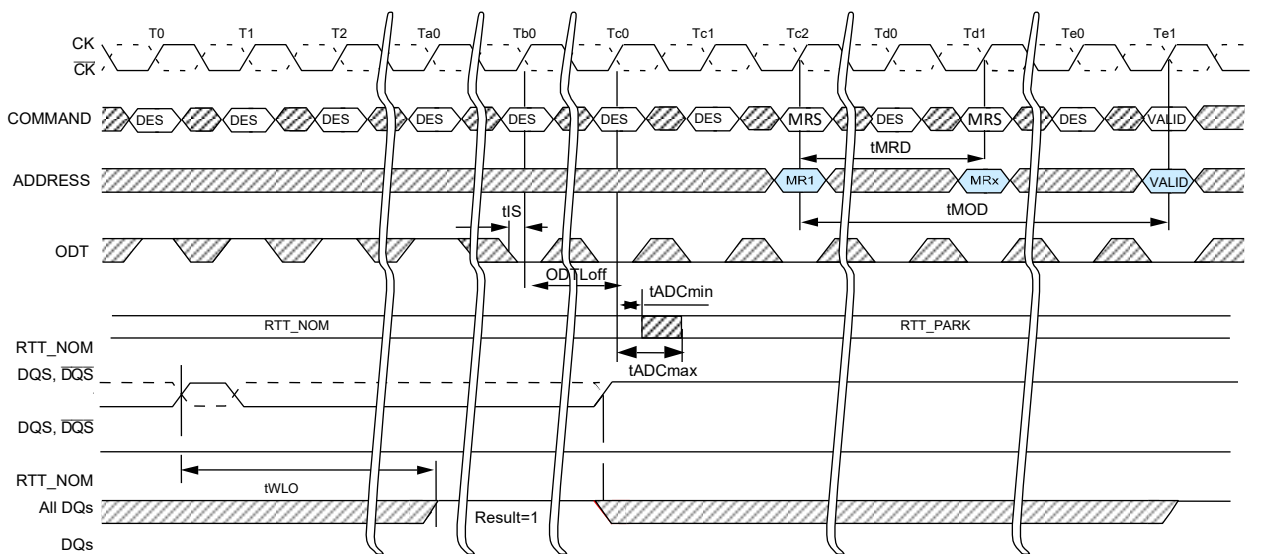 T0 T1 T2 Ta0 Tb0 Tc0 Tc1 Tc2 Td0 Td1 Te0 Te1
CK
CK
COMMAND DES DES DES DES DES DES DES MRS DES MRS DES VALID
tMRD
ADDRESS MR1 MRx VALID
tIS tMOD
ODT
ODTLoff
tADCmin
RTT_NOM RTT_PARK
RTT_NOM
tADCmax
DQS, DQS
DQS, DQS
RTT_NOM
tWLO
All DQs
Result=1
DQs